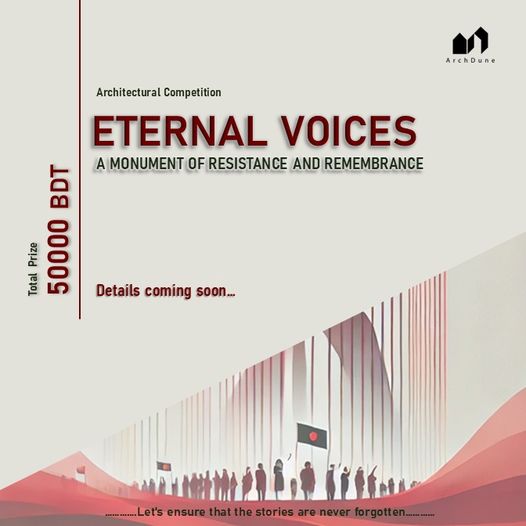 ArchDune
Architectural Competition
ETERNAL VOICES
A MONUMENT OF RESISTANCE AND REMEMBRANCE
Total Prize
50000 BDT
Details coming soon...
.............Let's ensure that the stories are never forgotten............